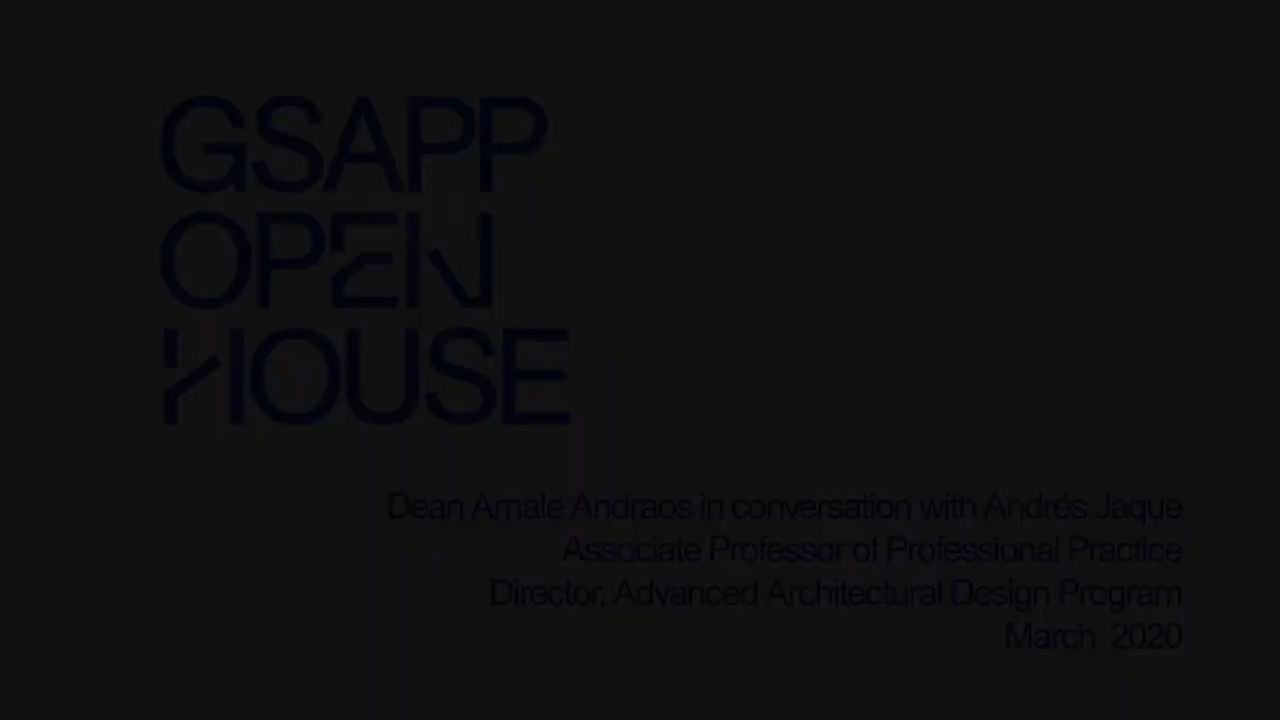 GSAPP
OPEN
HOUSE
Dean Amale Andraos in conversation with Andrés Jaque
Associate Professor of Professional Practice
Director, Advanced Architectural Design Program
March 2020